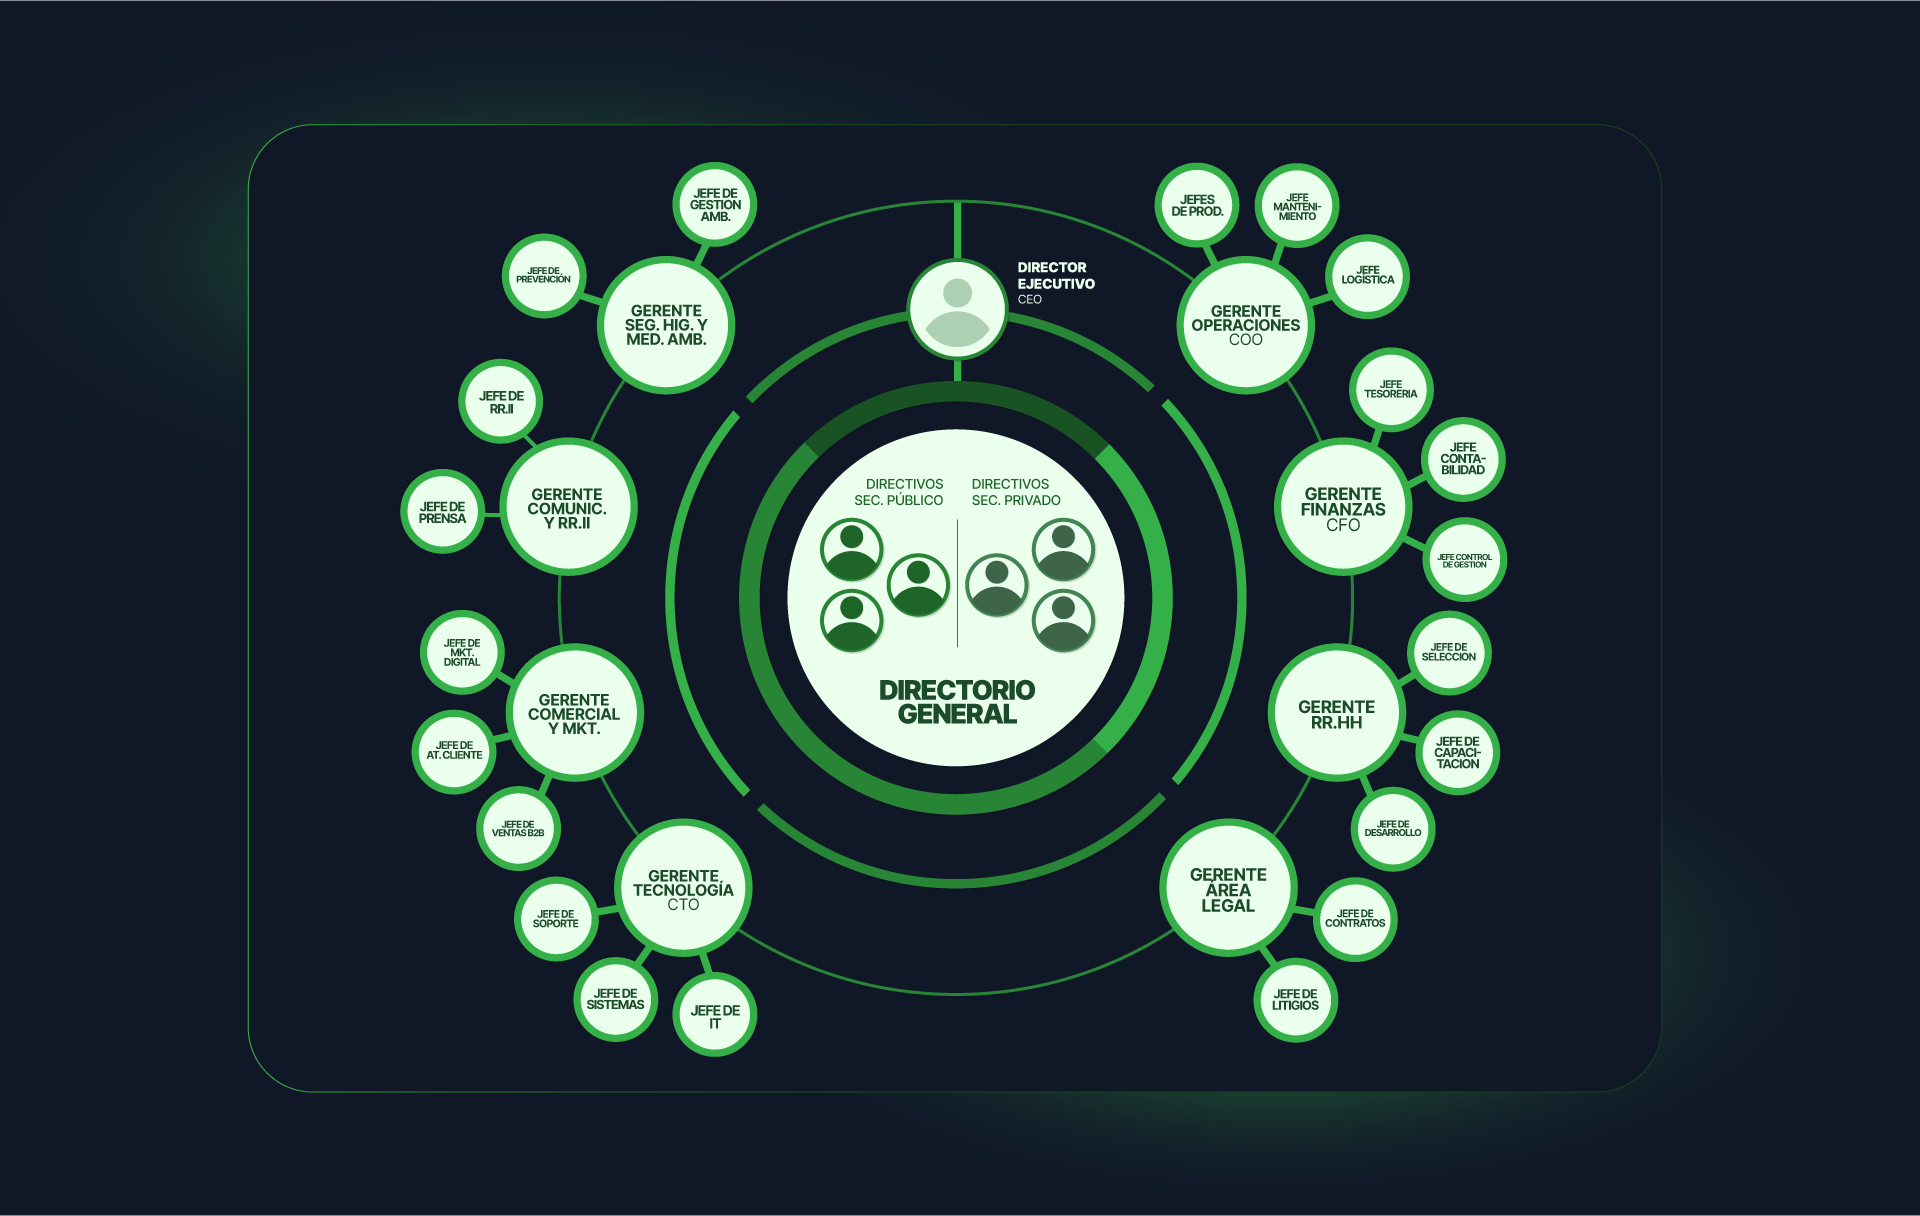 JEFE DE
GESTION
AMB.
JEFE DE.
PREVENCIÓN
GERENTE
SEG. HIG. Y
MED. AMB.
JEFE DE
RR.II
JEFE DE
PRENSA
GERENTE
COMUNIC.
Y RR.II
JEFE DE
MKT.
DIGITAL
JEFE DE
AT. CLIENTE
JEFE DE
VENTAS B2B
GERENTE
COMERCIAL
Y MKT.
JEFE DE
SOPORTE
JEFE DE
SISTEMAS
JEFE DE
IT
GERENTE
TECNOLOGÍA
CTO
DIRECTOR
EJECUTIVO
CEO
DIRECTIVOS
SEC. PÚBLICO
DIRECTIVOS
SEC. PRIVADO
DIRECTORIO
GENERAL
JEFES
DE PROD.
JEFE
MANTENI-
MIENTO
JEFE
LOGÍSTICA
GERENTE
OPERACIONES
COO
JEFE
TESORERIA
JEFE
CONTA-
BILIDAD
JEFE CONTROL
DE GESTION
GERENTE
FINANZAS
CFO
JEFE DE
SELECCION
JEFE DE
CAPACI-
TACION
JEFE DE
DESARROLLO
GERENTE
RR.HH
JEFE DE
CONTRATOS
JEFE DE
LITIGIOS
GERENTE
ÁREA
LEGAL